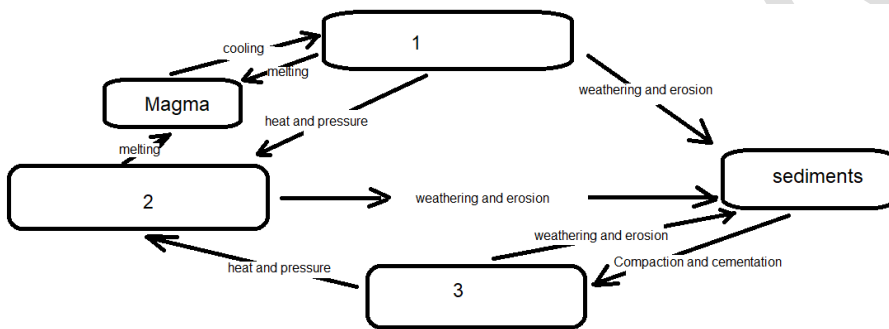 1
cooling
melting
Magma
weathering and erosion
heat and pressure
melting
sediments
2
weathering and erosion
weathering and erosion
Compaction and cementation
heat and pressure
3